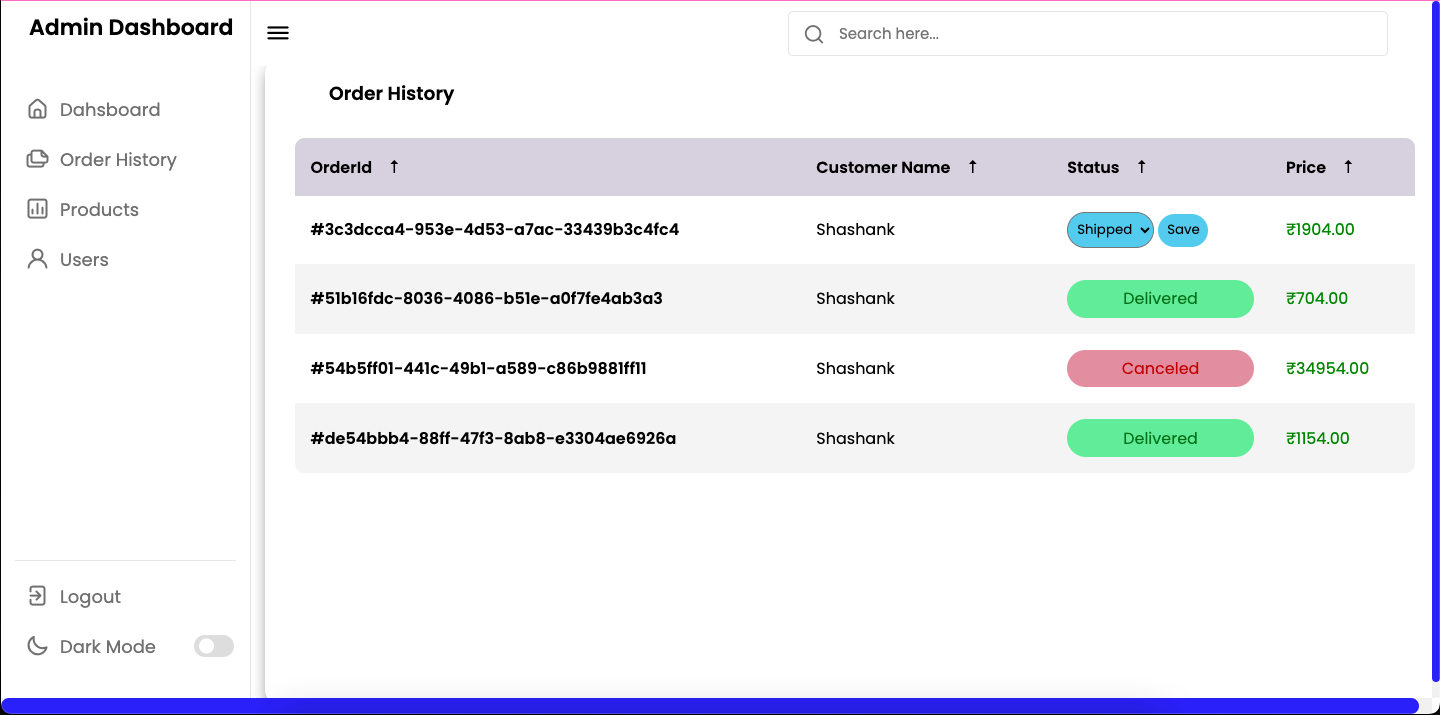 Admin Dashboard
Search here...
Dahsboard
Order History
Products
Users
Logout
Dark Mode
Order History
OrderId ↑ Customer Name ↑ Status ↑ Price ↑
#3c3dcca4-953e-4d53-a7ac-33439b3c4fc4 Shashank Shipped Save ₹1904.00
#51b16fdc-8036-4086-b51e-a0f7fe4ab3a3 Shashank Delivered ₹704.00
#54b5ff01-441c-49b1-a589-c86b9881ff11 Shashank Canceled ₹34954.00
#de54bbb4-88ff-47f3-8ab8-e3304ae6926a Shashank Delivered ₹1154.00